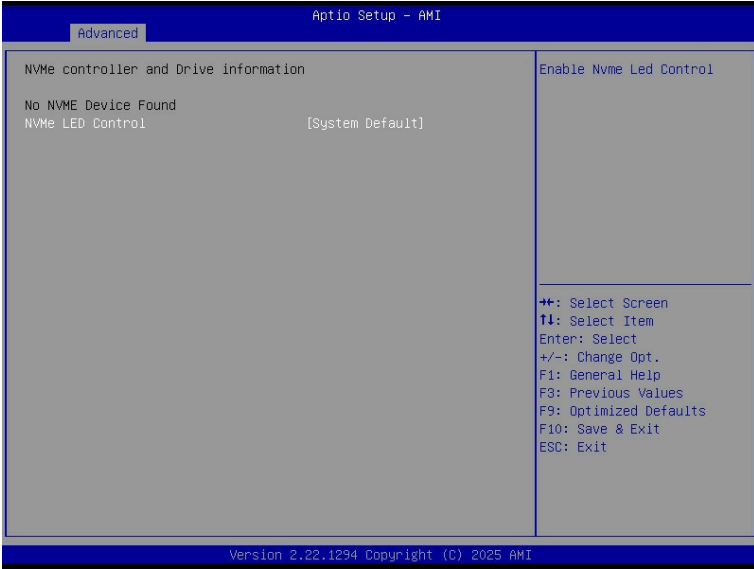 Aptio Setup – AMI
Advanced
NVMe controller and Drive information
No NVME Device Found
NVMe LED Control [System Default]
Enable Nvme Led Control
→←: Select Screen
↑↓: Select Item
Enter: Select
+/-: Change Opt.
F1: General Help
F3: Previous Values
F9: Optimized Defaults
F10: Save & Exit
ESC: Exit
Version 2.22.1294 Copyright (C) 2025 AMI